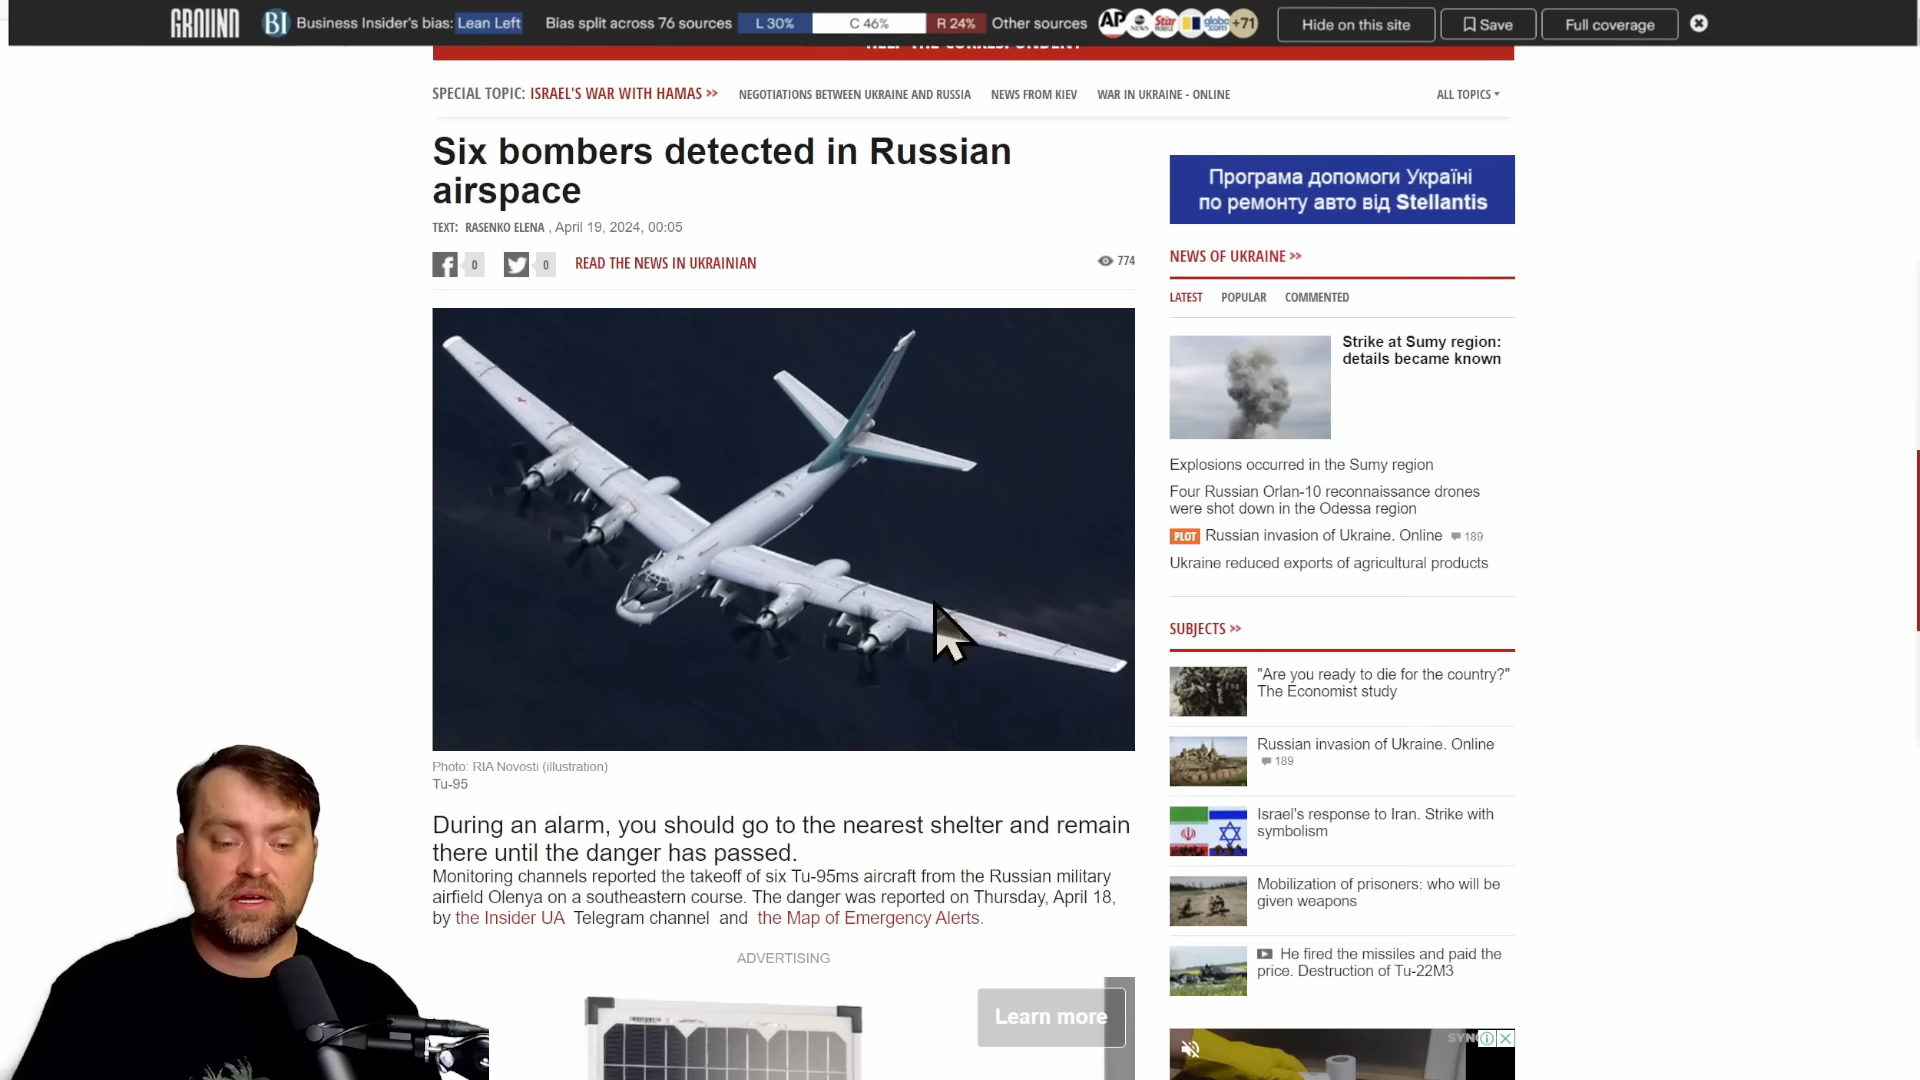 GROUND
BI Business Insider's bias: Lean Left
Bias split across 76 sources
L 30%
C 46%
R 24%
Other sources
AP
NEWS
Star
globo.com
+71
Hide on this site
Save
Full coverage
HELP THE CORRESPONDENT
SPECIAL TOPIC: ISRAEL'S WAR WITH HAMAS >>
NEGOTIATIONS BETWEEN UKRAINE AND RUSSIA
NEWS FROM KIEV
WAR IN UKRAINE - ONLINE
ALL TOPICS
Six bombers detected in Russian
airspace
TEXT: RASENKO ELENA , April 19, 2024, 00:05
0
0
READ THE NEWS IN UKRAINIAN
774
Photo: RIA Novosti (illustration)
Tu-95
During an alarm, you should go to the nearest shelter and remain
there until the danger has passed.
Monitoring channels reported the takeoff of six Tu-95ms aircraft from the Russian military
airfield Olenya on a southeastern course. The danger was reported on Thursday, April 18,
by the Insider UA Telegram channel and the Map of Emergency Alerts.
ADVERTISING
Learn more
Програма допомоги Україні
по ремонту авто від Stellantis
NEWS OF UKRAINE >>
LATEST
POPULAR
COMMENTED
Strike at Sumy region:
details became known
Explosions occurred in the Sumy region
Four Russian Orlan-10 reconnaissance drones
were shot down in the Odessa region
PLOT Russian invasion of Ukraine. Online 189
Ukraine reduced exports of agricultural products
SUBJECTS >>
"Are you ready to die for the country?"
The Economist study
Russian invasion of Ukraine. Online
189
Israel's response to Iran. Strike with
symbolism
Mobilization of prisoners: who will be
given weapons
He fired the missiles and paid the
price. Destruction of Tu-22M3